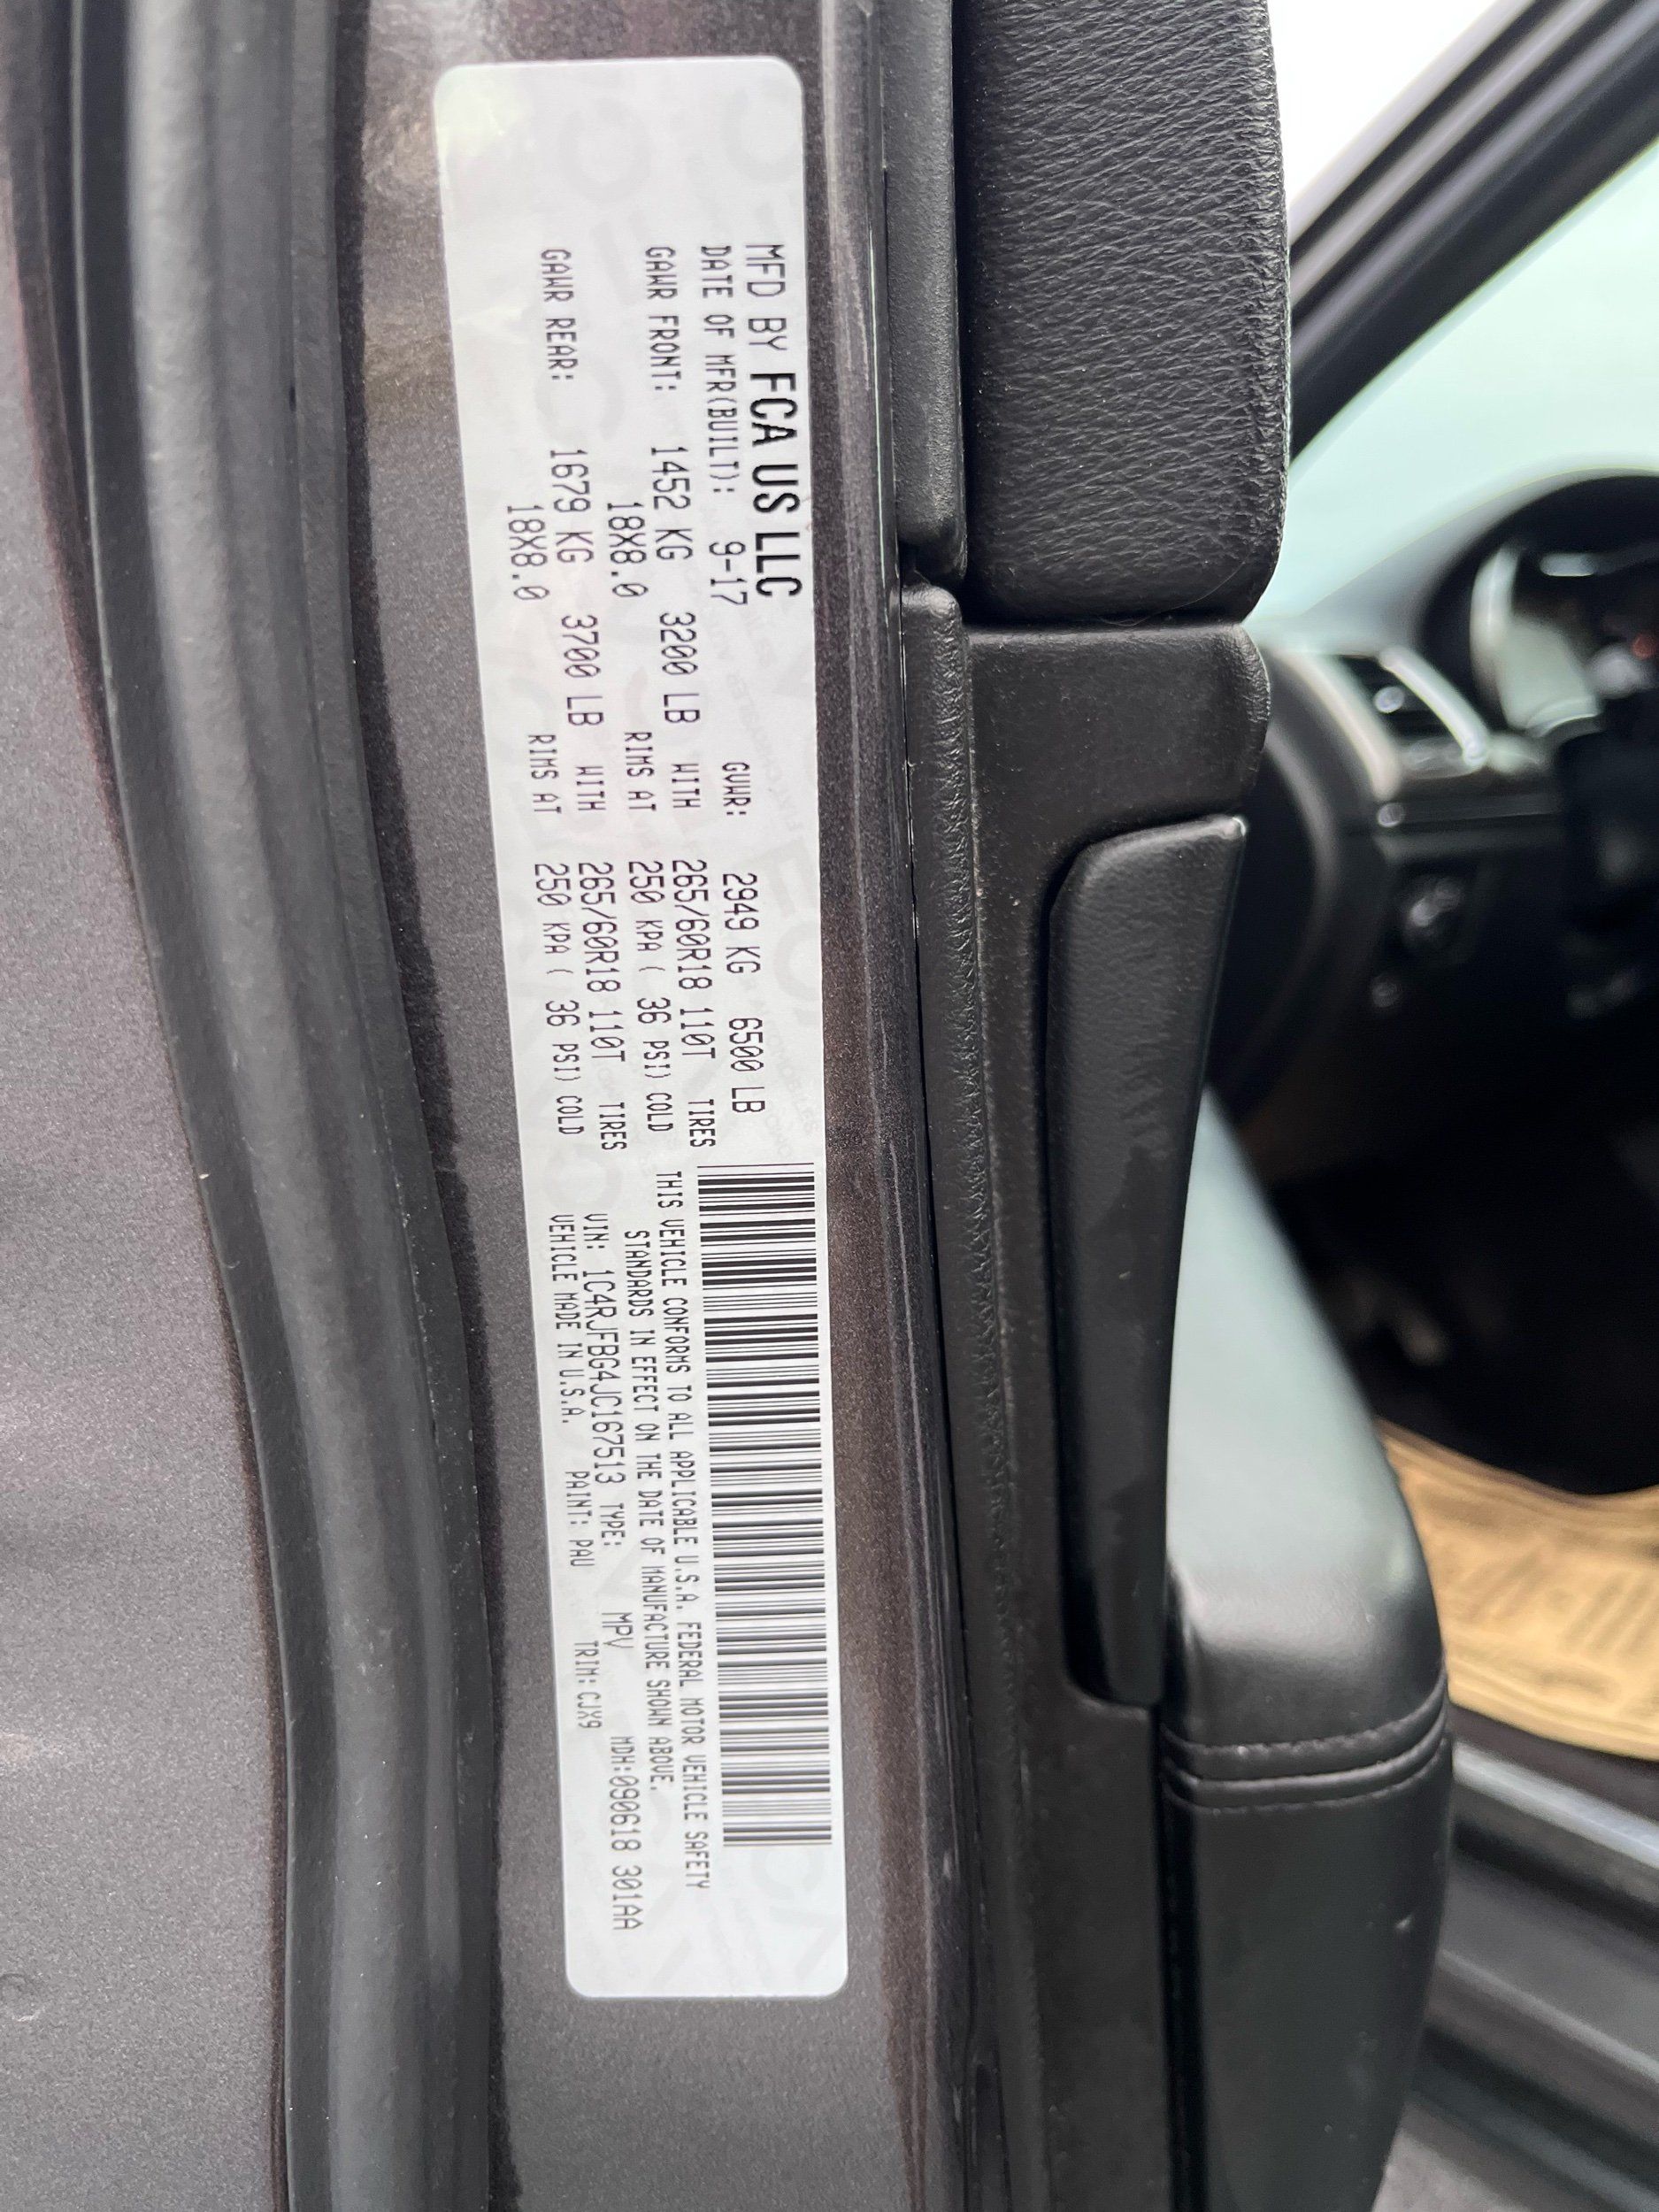 MFD BY FCA US LLC
DATE OF MFR(BUILT): 9-17 GVWR: 2949 KG 6500 LB
GAWR FRONT: 1452 KG 3200 LB WITH 265/60R18 110T TIRES
18X8.0 RIMS AT 250 KPA ( 36 PSI) COLD
GAWR REAR: 1679 KG 3700 LB WITH 265/60R18 110T TIRES
18X8.0 RIMS AT 250 KPA ( 36 PSI) COLD
THIS VEHICLE CONFORMS TO ALL APPLICABLE U.S.A. FEDERAL MOTOR VEHICLE SAFETY
STANDARDS IN EFFECT ON THE DATE OF MANUFACTURE SHOWN ABOVE.
VIN: 1C4RJFBG4JC167513 TYPE: MPV MDH:090618 301AA
VEHICLE MADE IN U.S.A. PAINT: PAU TRIM:CJX9